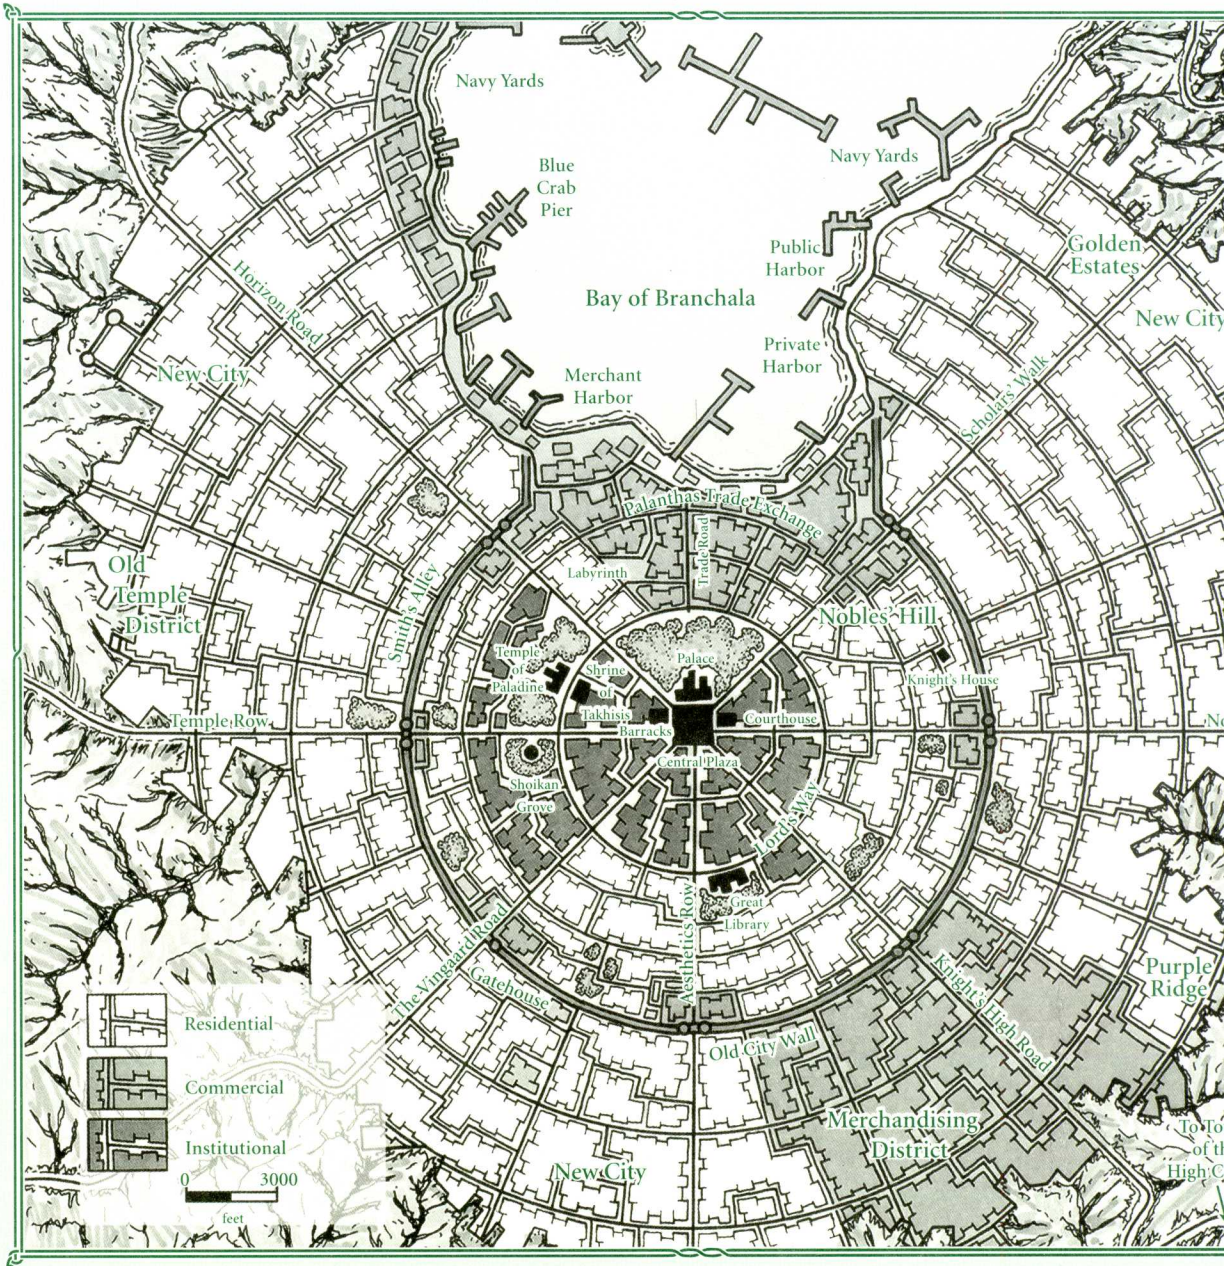 Navy Yards
Navy Yards
Blue
Crab
Pier
Public
Harbor
Golden
Estates
Bay of Branchala
Horizon Road
New City
New City
Private
Harbor
Merchant
Harbor
Scholars' Walk
Palanthas Trade Exchange
Trade Road
Labyrinth
Old
Temple
District
Smith's Alley
Nobles' Hill
Temple
of
Paladine
Shrine
of
Takhisis
Palace
Knight's House
Temple Row
Barracks
Courthouse
Central Plaza
Shoikan
Grove
Lord's Way
Great
Library
Aesthetics Row
The Vingaard Road
Gatehouse
Old City Wall
Knight's High Road
Purple
Ridge
Merchandising
District
New City
Residential
Commercial
Institutional
0 3000
feet